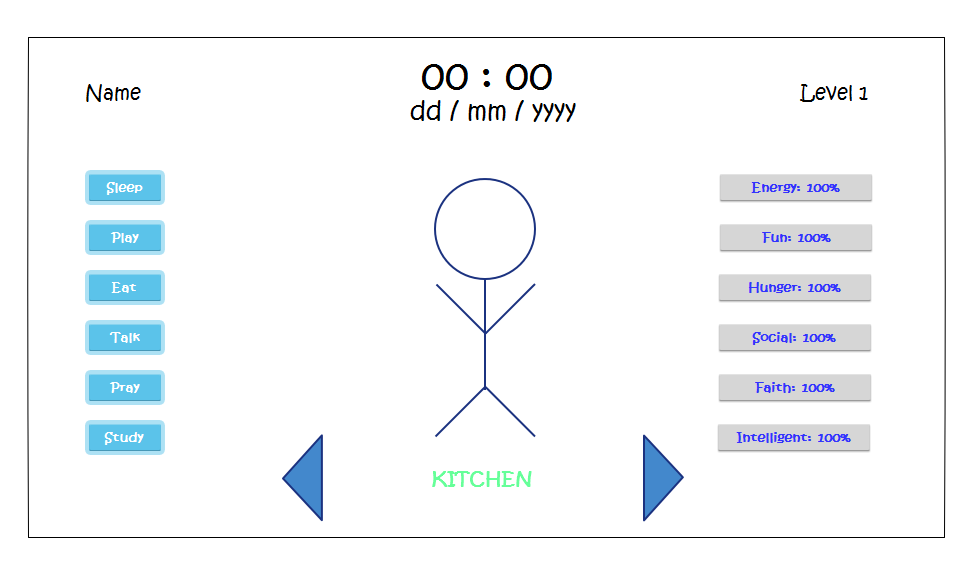 00 : 00
Name
dd / mm / yyyy
Level 1
Sleep
Play
Eat
Talk
Pray
Study
Energy: 100%
Fun: 100%
Hunger: 100%
Social: 100%
Faith: 100%
Intelligent: 100%
KITCHEN